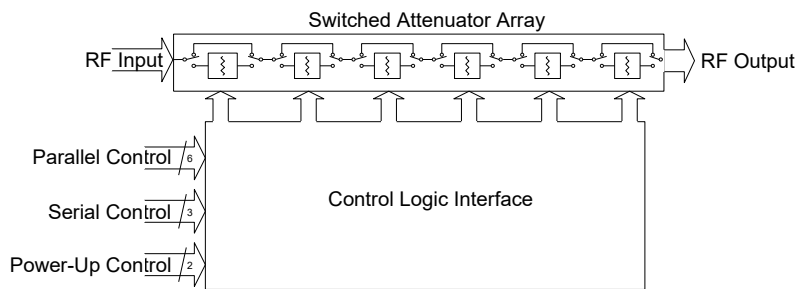 Switched Attenuator Array
RF Input
RF Output
Parallel Control
6
Control Logic Interface
Serial Control
3
Power-Up Control
2